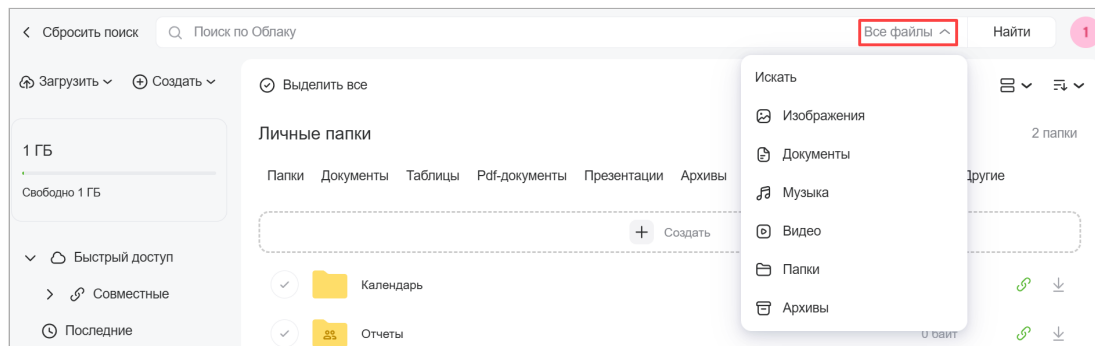 Сбросить поиск Поиск по Облаку Все файлы Найти 1
Загрузить Создать
1 ГБ
Свободно 1 ГБ
Быстрый доступ
Совместные
Последние
Выделить все
Личные папки 2 папки
Папки Документы Таблицы Pdf-документы Презентации Архивы Другие
Создать
Календарь
Отчеты 0 байт
Искать
Изображения
Документы
Музыка
Видео
Папки
Архивы